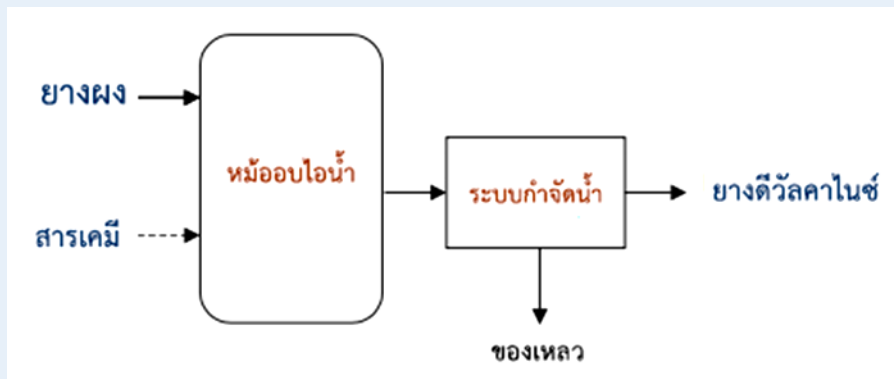 ยางผง
หม้ออบไอน้ำ
สารเคมี
ระบบกำจัดน้ำ
ยางดีวัลคาไนซ์
ของเหลว